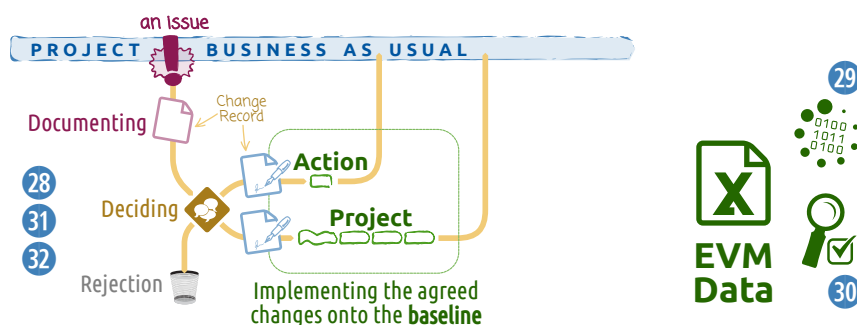 an Issue
PROJECT BUSINESS AS USUAL
Change
Record
Documenting
Action
28
Deciding
31
Project
32
Rejection
Implementing the agreed
changes onto the baseline
29
0100
1011
0100
X
EVM
Data
30